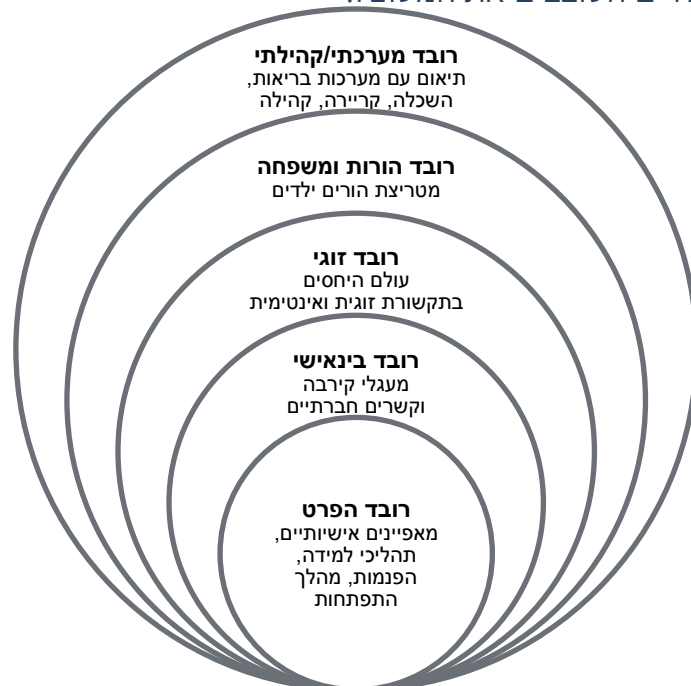 רובד מערכתי/קהילתי
תיאום עם מערכות בריאות,
השכלה, קריירה, קהילה
רובד הורות ומשפחה
מטריצת הורים ילדים
רובד זוגי
עולם היחסים
בתקשורת זוגית ואינטימית
רובד בינאישי
מעגלי קירבה
וקשרים חברתיים
רובד הפרט
מאפיינים אישיותיים,
תהליכי למידה,
הפנמות, מהלך
התפתחות